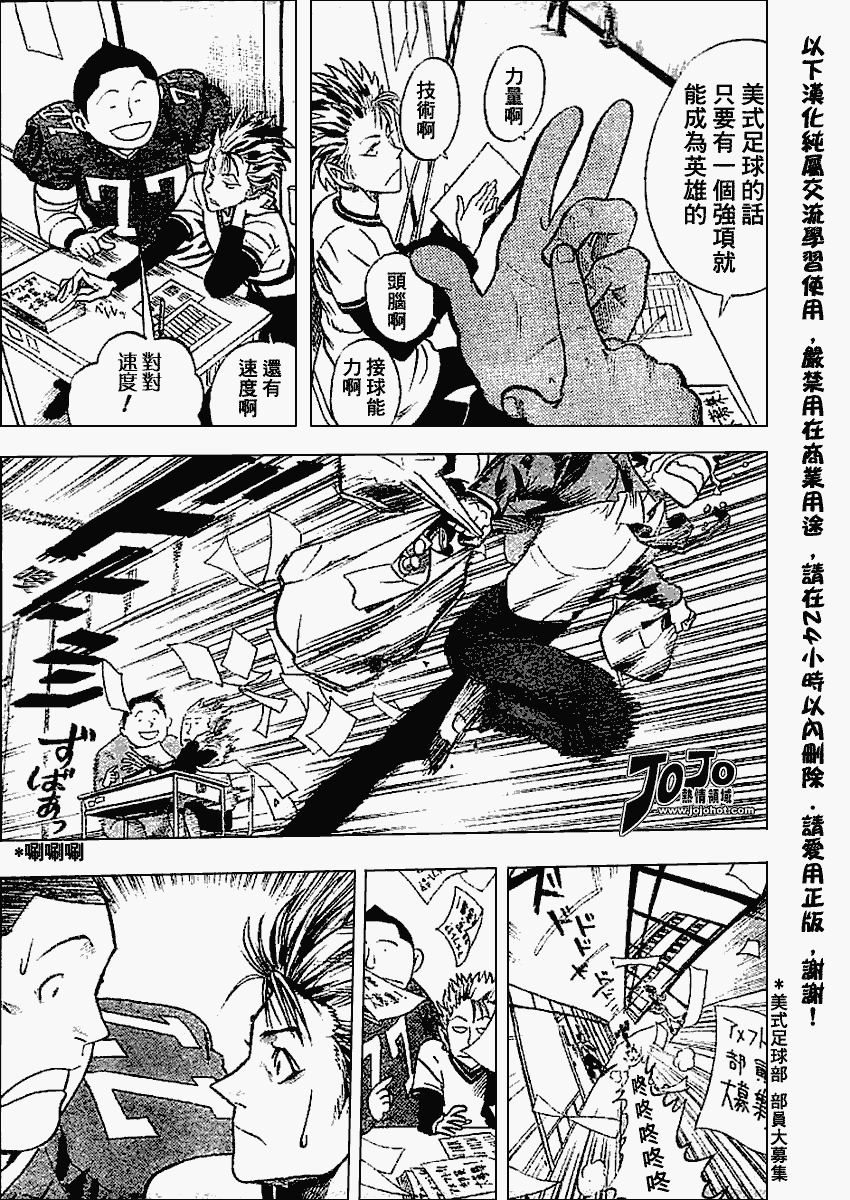 以下漢化純屬交流學習使用，嚴禁用在商業用途，請在24小時以內刪除．請愛用正版，謝謝！
美式足球的話
只要有一個強項就
能成為英雄的
力量啊
技術啊
頭腦啊
接球能
力啊
還有
速度啊
對對
速度！
77
ずばあっ
*唰唰唰
JOJO
熱情領域
www.jojohot.com
ドドドド
咚咚咚咚咚
アメフト
部員
大募集
*美式足球部 部員大募集